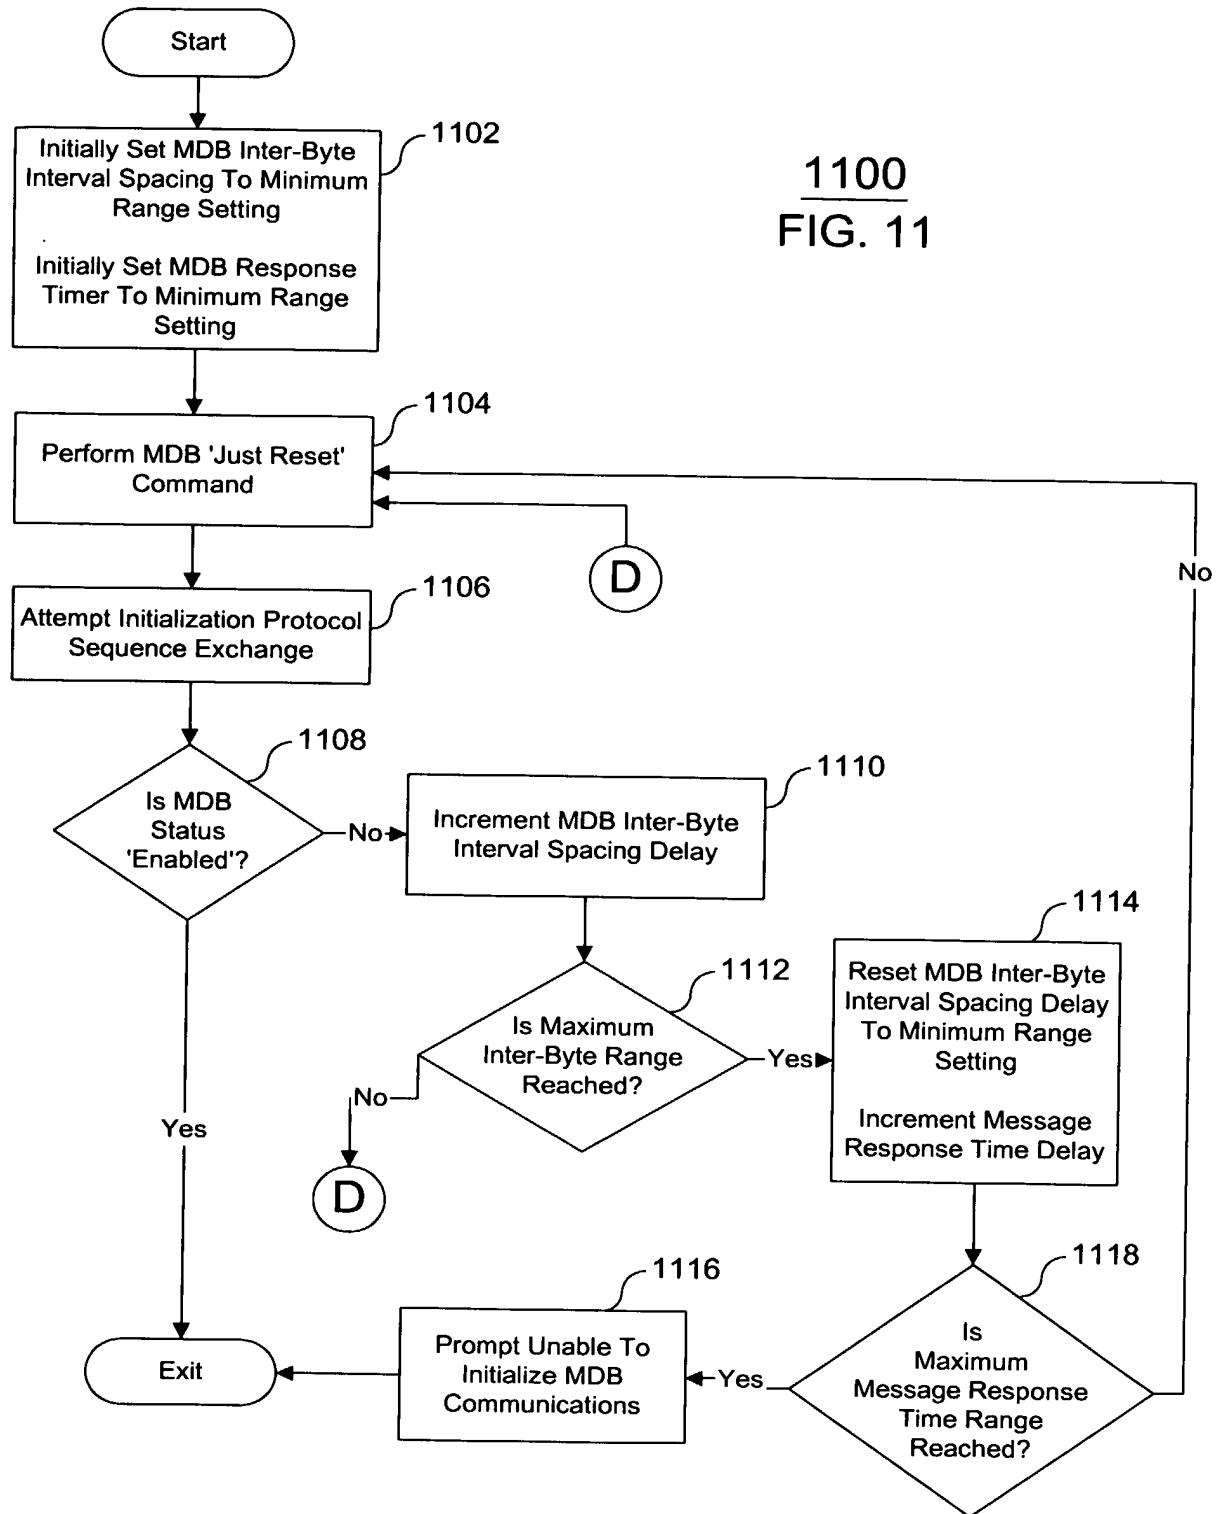 Start
1102
Initially Set MDB Inter-Byte
Interval Spacing To Minimum
Range Setting
Initially Set MDB Response
Timer To Minimum Range
Setting
1100
FIG. 11
1104
Perform MDB 'Just Reset'
Command
D
No
1106
Attempt Initialization Protocol
Sequence Exchange
1108
Is MDB
Status
'Enabled'?
No
1110
Increment MDB Inter-Byte
Interval Spacing Delay
1112
Is Maximum
Inter-Byte Range
Reached?
Yes
No
D
1114
Reset MDB Inter-Byte
Interval Spacing Delay
To Minimum Range
Setting
Increment Message
Response Time Delay
Yes
1118
Is
Maximum
Message Response
Time Range
Reached?
Yes
1116
Prompt Unable To
Initialize MDB
Communications
Exit